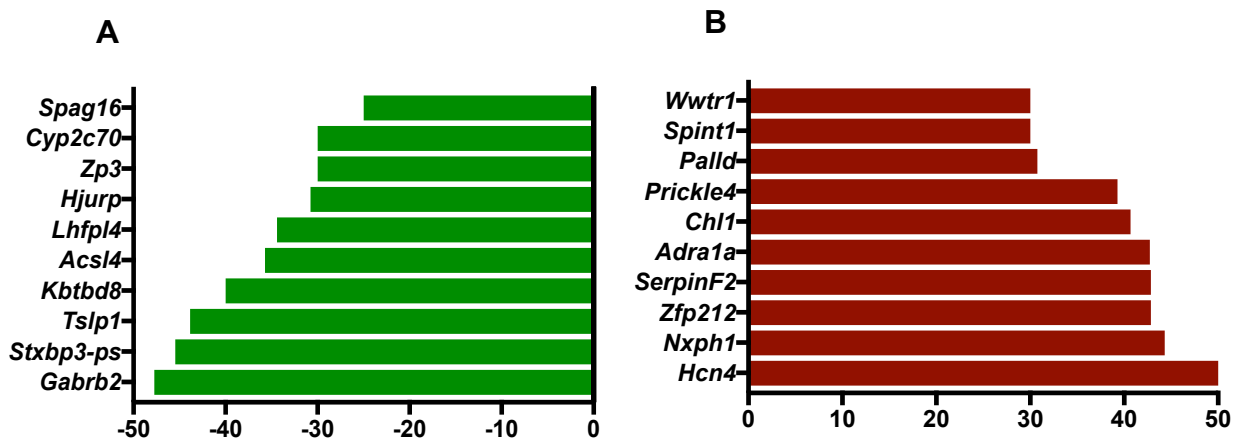 A
Spag16
Cyp2c70
Zp3
Hjurp
Lhfpl4
Acsl4
Kbtbd8
Tslp1
Stxbp3-ps
Gabrb2
-50 -40 -30 -20 -10 0
B
Wwtr1
Spint1
Palld
Prickle4
Chl1
Adra1a
SerpinF2
Zfp212
Nxph1
Hcn4
0 10 20 30 40 50